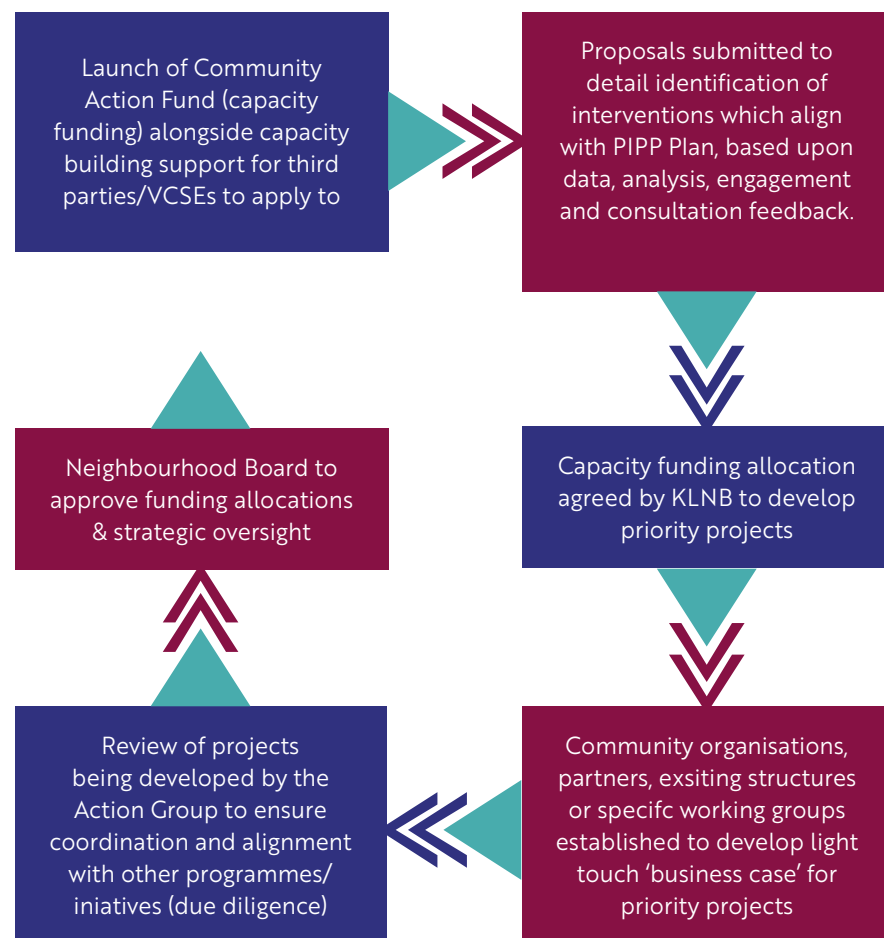 Launch of Community
Action Fund (capacity
funding) alongside capacity
building support for third
parties/VCSEs to apply to
Proposals submitted to
detail identification of
interventions which align
with PIPP Plan, based upon
data, analysis, engagement
and consultation feedback.
Capacity funding allocation
agreed by KLNB to develop
priority projects
Community organisations,
partners, exsiting structures
or specifc working groups
established to develop light
touch ‘business case’ for
priority projects
Review of projects
being developed by the
Action Group to ensure
coordination and alignment
with other programmes/
iniatives (due diligence)
Neighbourhood Board to
approve funding allocations
& strategic oversight